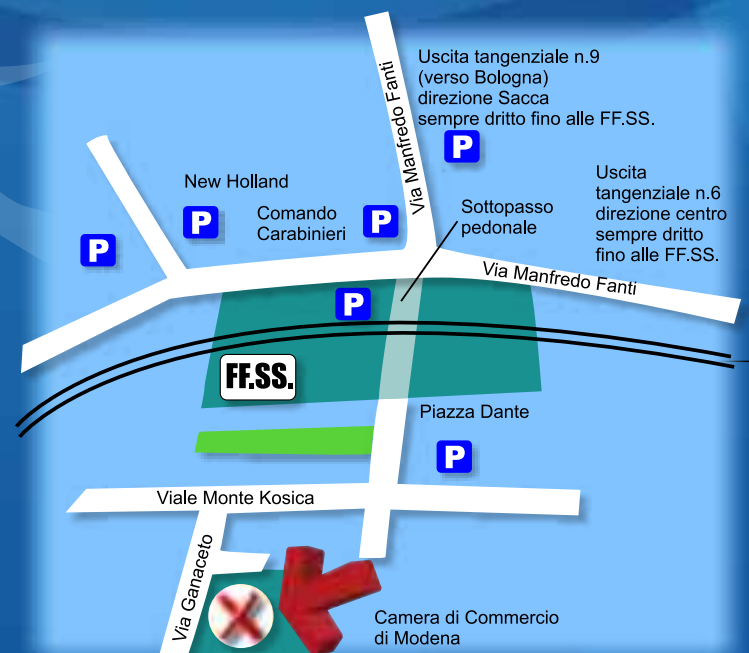 Uscita tangenziale n.9
(verso Bologna)
direzione Sacca
sempre dritto fino alle FF.SS.
Via Manfredo Fanti
P
New Holland
Uscita
tangenziale n.6
direzione centro
sempre dritto
fino alle FF.SS.
P
Comando
Carabinieri
P
Sottopasso
pedonale
P
Via Manfredo Fanti
P
FF.SS.
Piazza Dante
P
Viale Monte Kosica
Via Ganaceto
Camera di Commercio
di Modena